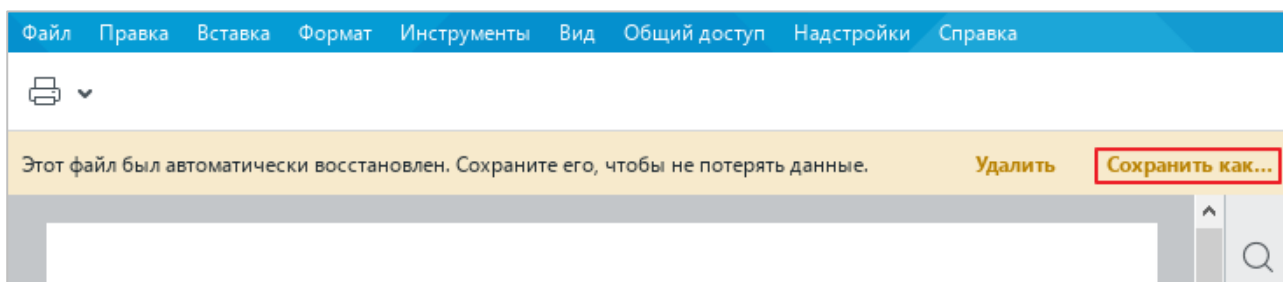 Файл Правка Вставка Формат Инструменты Вид Общий доступ Надстройки Справка
Этот файл был автоматически восстановлен. Сохраните его, чтобы не потерять данные. Удалить Сохранить как...